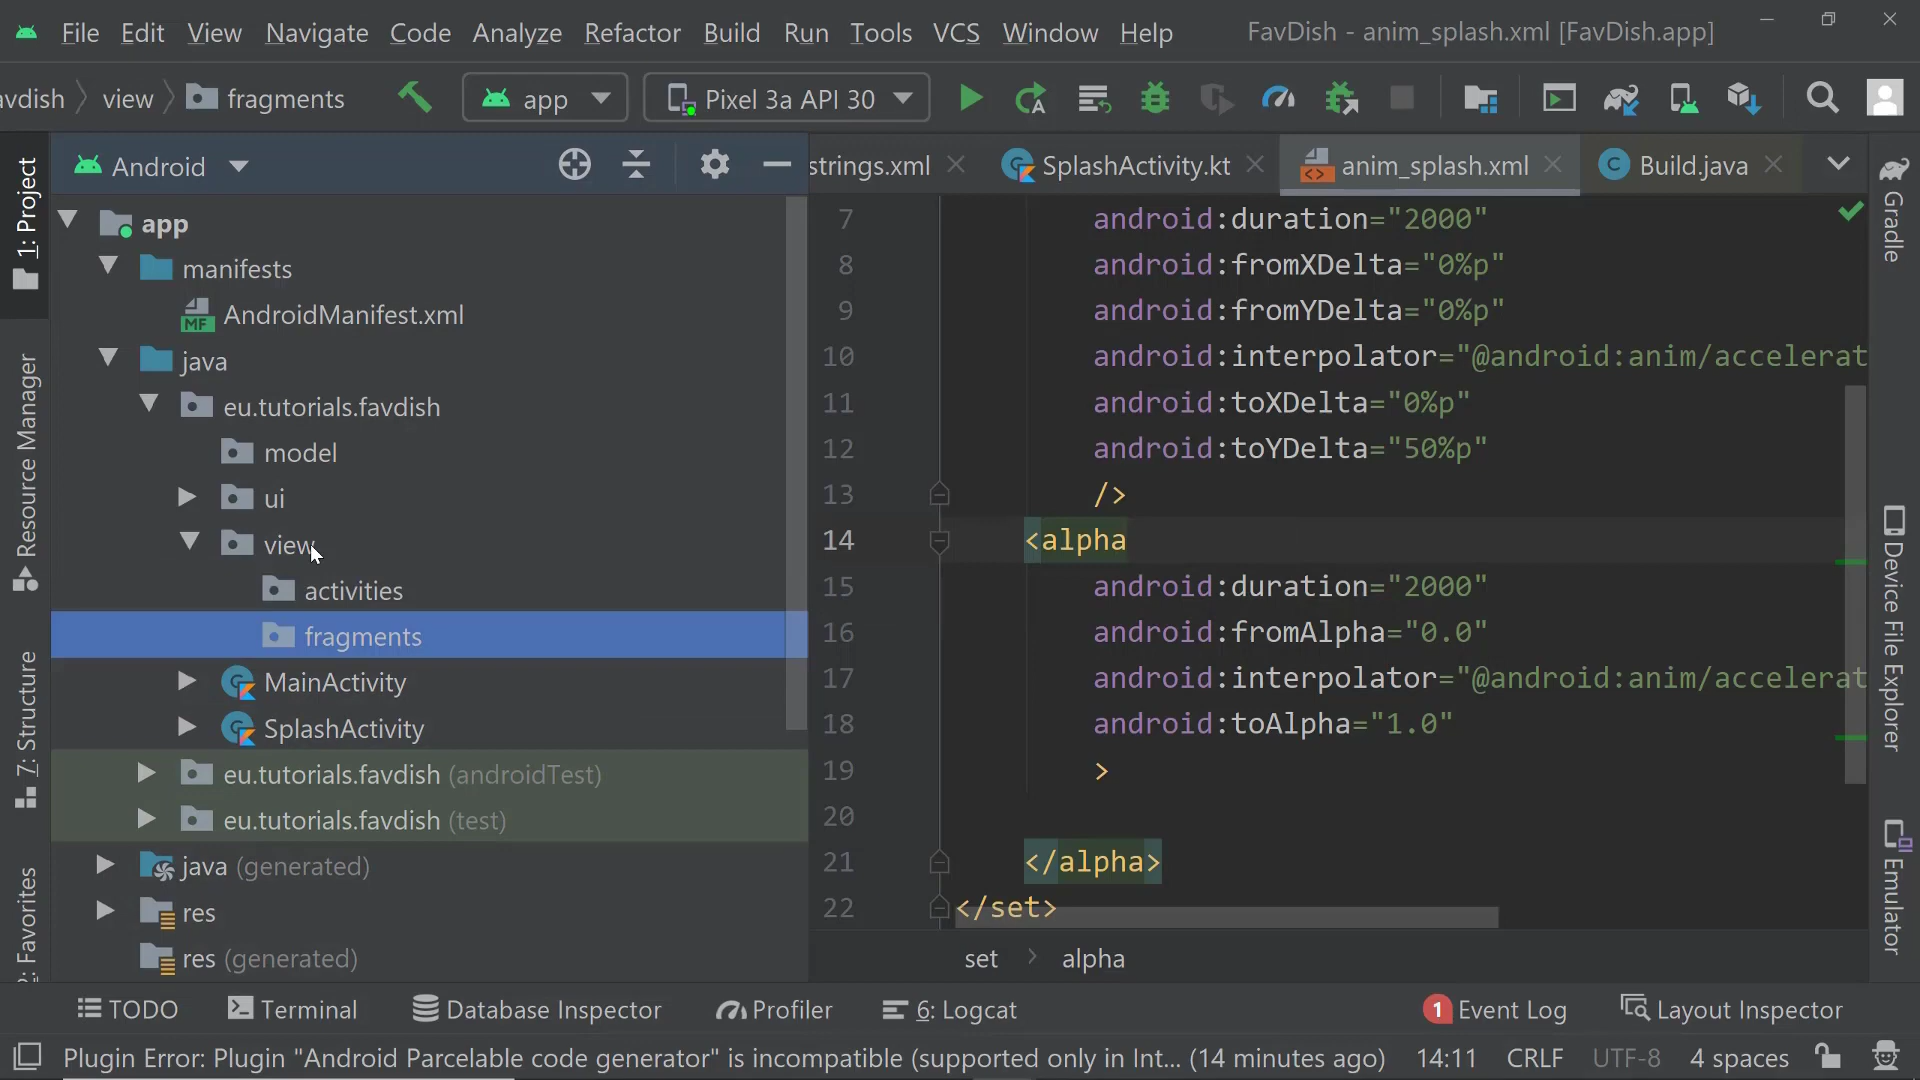 File Edit View Navigate Code Analyze Refactor Build Run Tools VCS Window Help FavDish - anim_splash.xml [FavDish.app]
avdish view fragments app Pixel 3a API 30
Android strings.xml SplashActivity.kt anim_splash.xml Build.java
1: Project
Resource Manager
7: Structure
2: Favorites
app
manifests
AndroidManifest.xml
java
eu.tutorials.favdish
model
ui
view
activities
fragments
MainActivity
SplashActivity
eu.tutorials.favdish (androidTest)
eu.tutorials.favdish (test)
java (generated)
res
res (generated)
7 android:duration="2000"
8 android:fromXDelta="0%p"
9 android:fromYDelta="0%p"
10 android:interpolator="@android:anim/accelerat
11 android:toXDelta="0%p"
12 android:toYDelta="50%p"
13 />
14 <alpha
15 android:duration="2000"
16 android:fromAlpha="0.0"
17 android:interpolator="@android:anim/accelerat
18 android:toAlpha="1.0"
19 >
20
21 </alpha>
22 </set>
set alpha
Gradle
Device File Explorer
Emulator
TODO Terminal Database Inspector Profiler 6: Logcat 1 Event Log Layout Inspector
Plugin Error: Plugin "Android Parcelable code generator" is incompatible (supported only in Int... (14 minutes ago) 14:11 CRLF UTF-8 4 spaces